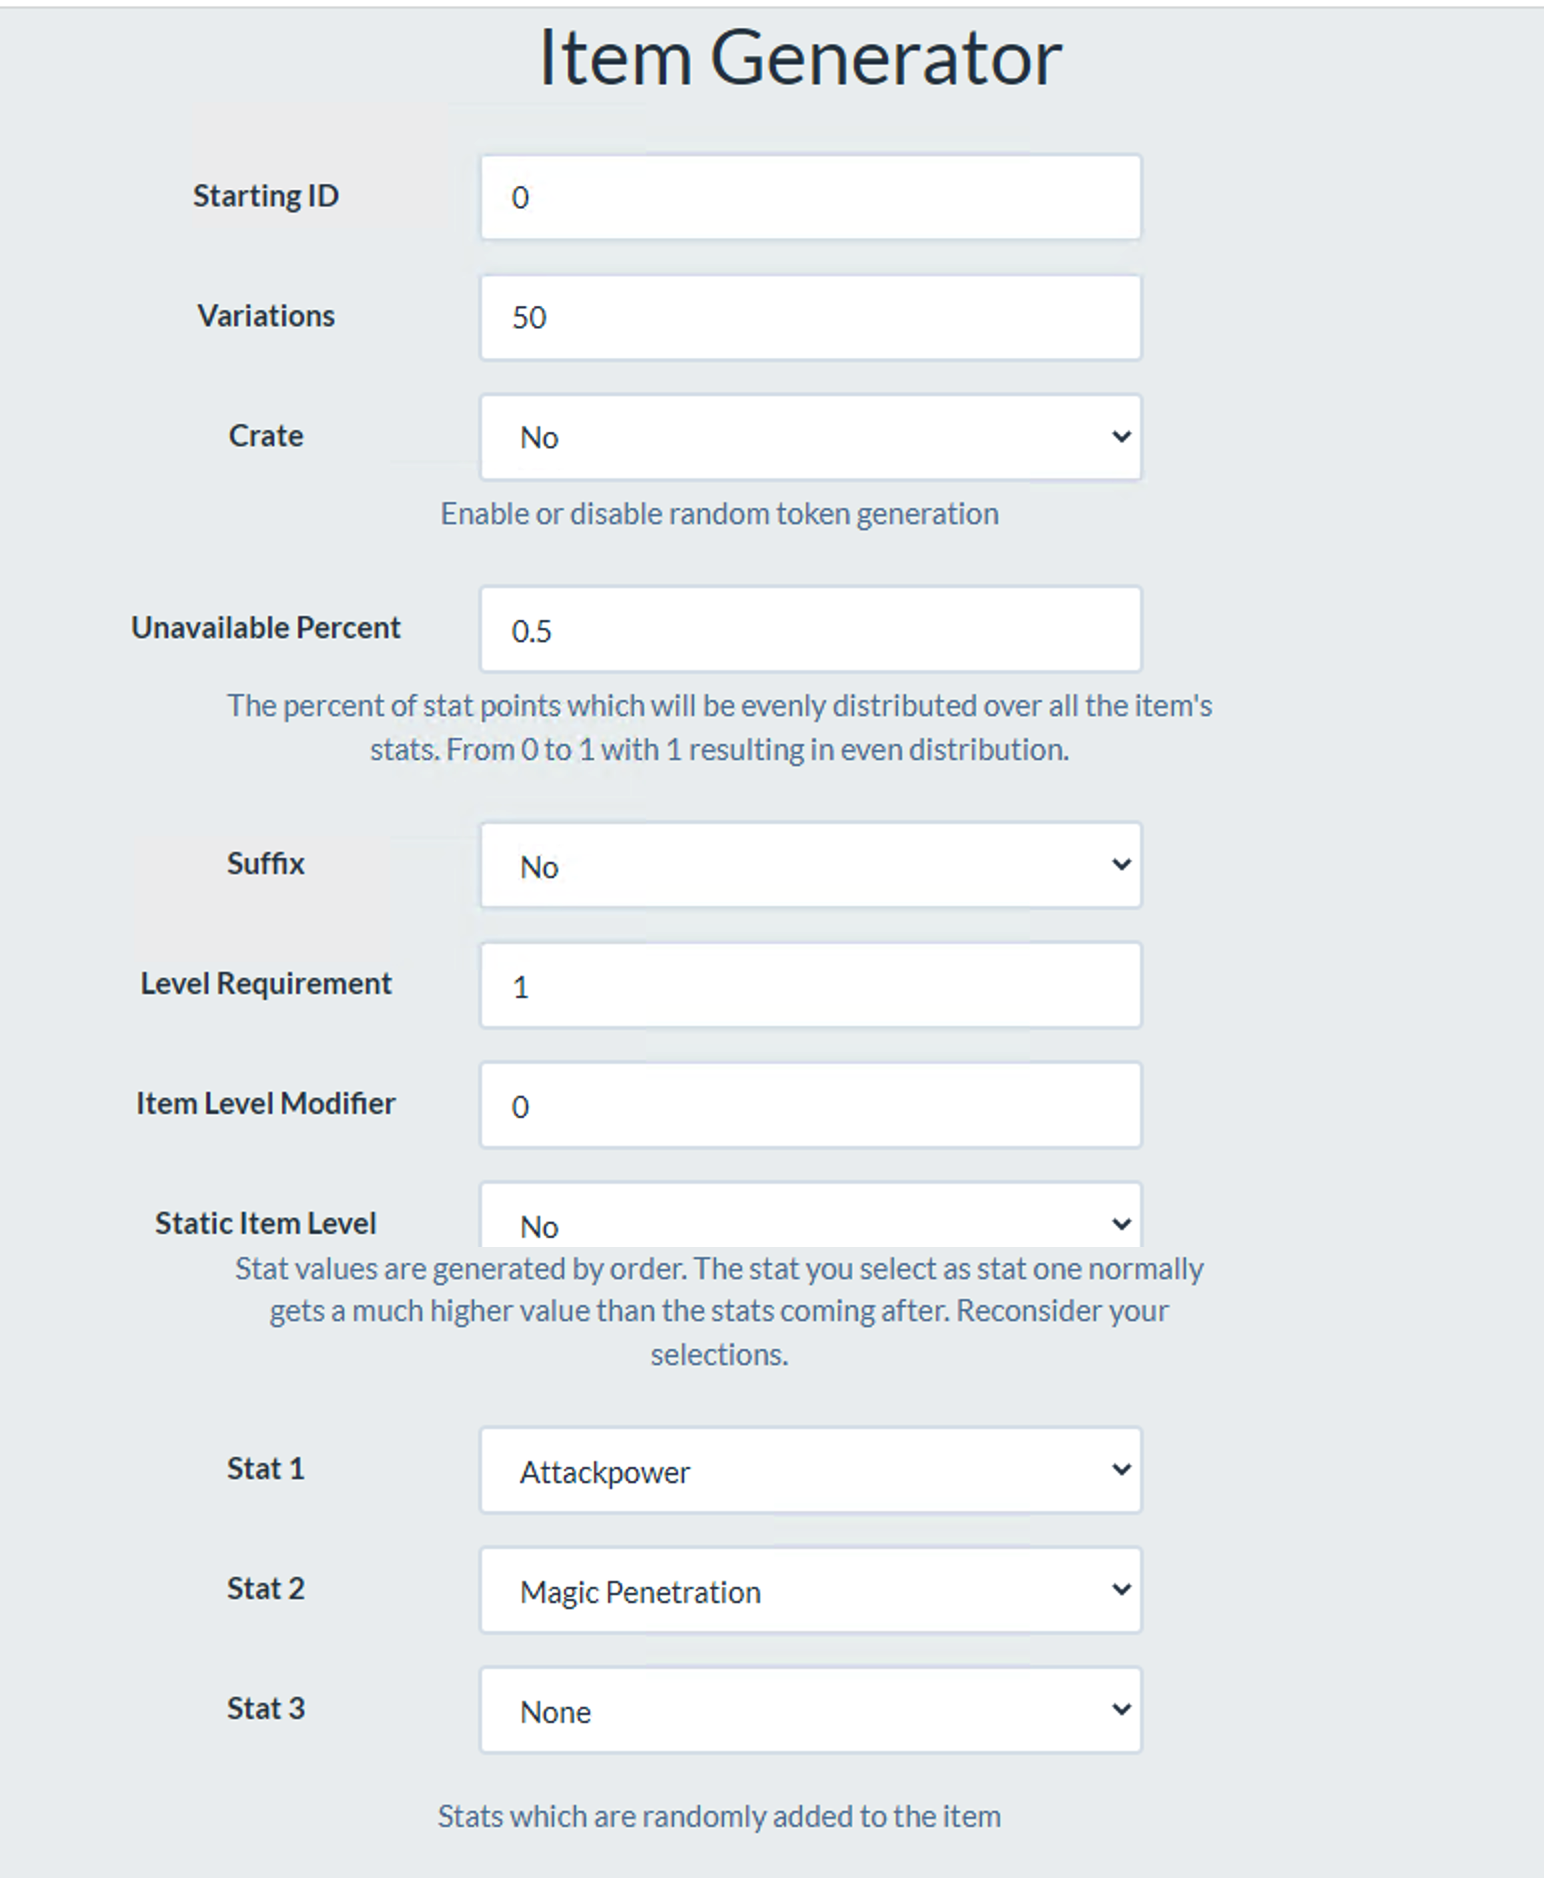 Item Generator
Starting ID 0
Variations 50
Crate No
Enable or disable random token generation
Unavailable Percent 0.5
The percent of stat points which will be evenly distributed over all the item's
stats. From 0 to 1 with 1 resulting in even distribution.
Suffix No
Level Requirement 1
Item Level Modifier 0
Static Item Level No
Stat values are generated by order. The stat you select as stat one normally
gets a much higher value than the stats coming after. Reconsider your
selections.
Stat 1 Attackpower
Stat 2 Magic Penetration
Stat 3 None
Stats which are randomly added to the item